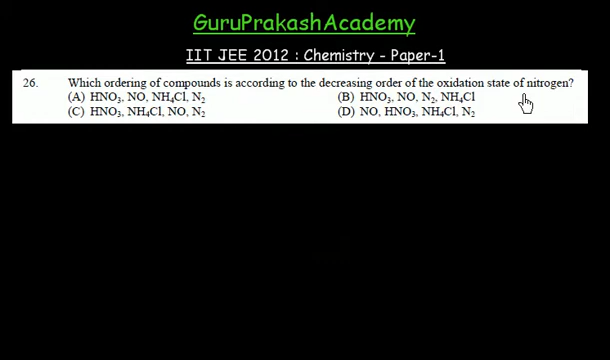 GuruPrakashAcademy
IIT JEE 2012 : Chemistry - Paper-1
26. Which ordering of compounds is according to the decreasing order of the oxidation state of nitrogen?
(A) HNO₃, NO, NH₄Cl, N₂ (B) HNO₃, NO, N₂, NH₄Cl
(C) HNO₃, NH₄Cl, NO, N₂ (D) NO, HNO₃, NH₄Cl, N₂